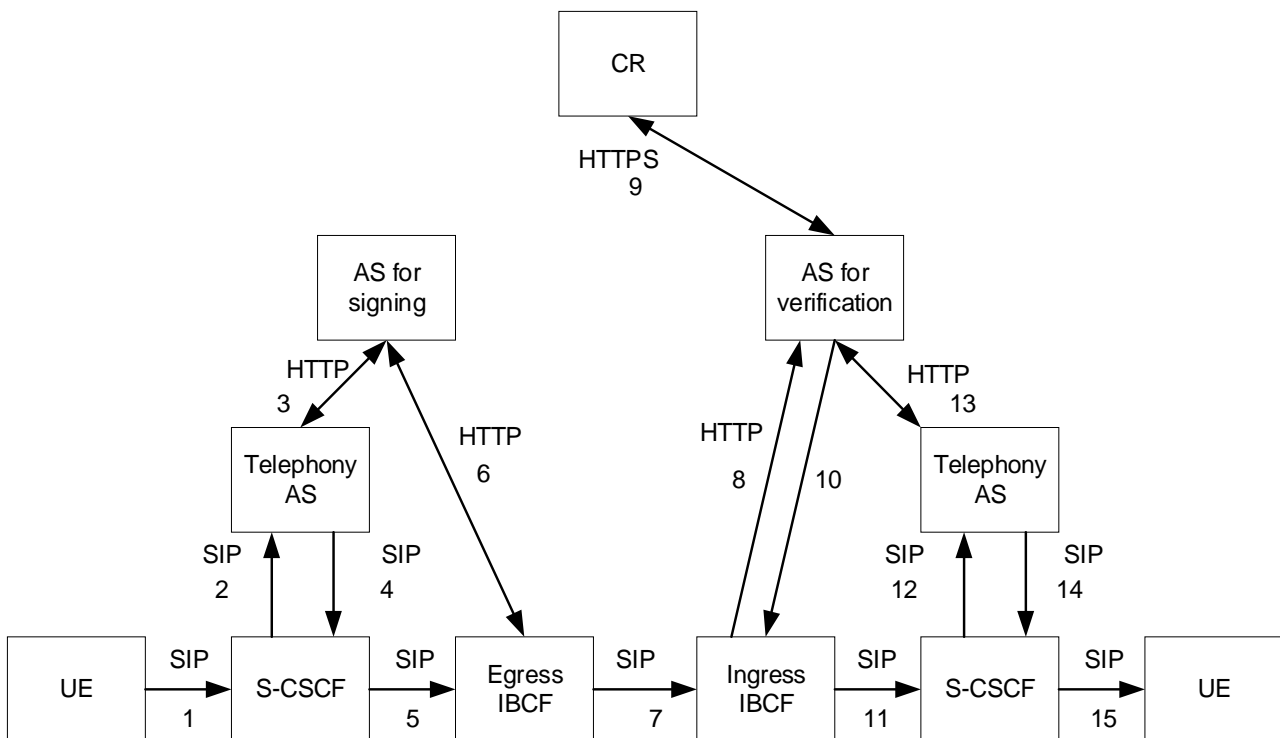 CR
HTTPS
9
AS for
signing
AS for
verification
HTTP
3
HTTP
13
HTTP
6
HTTP
8
10
Telephony
AS
Telephony
AS
SIP
2
SIP
4
SIP
12
SIP
14
UE
SIP
1
S-CSCF
SIP
5
Egress
IBCF
SIP
7
Ingress
IBCF
SIP
11
S-CSCF
SIP
15
UE